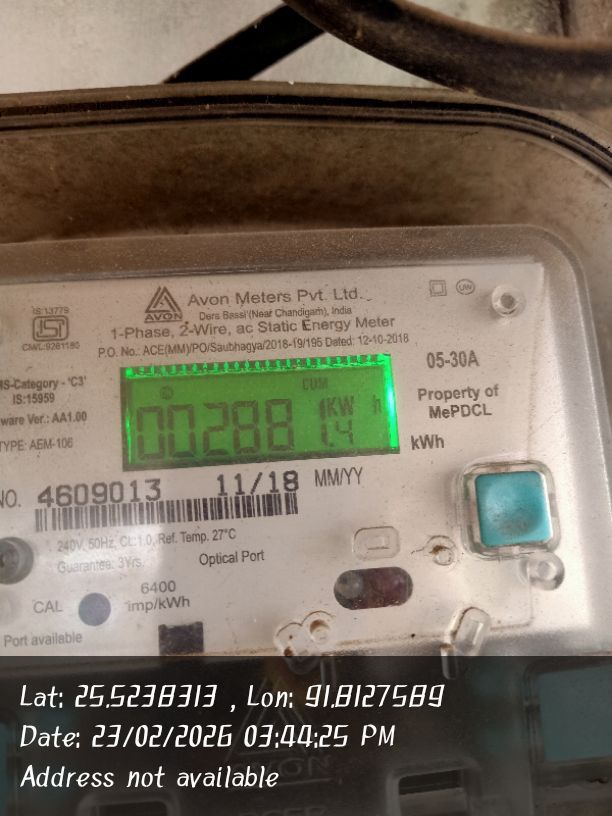 IS:13779
CM/L:9281180
AVON
Avon Meters Pvt. Ltd.
Dera Bassi (Near Chandigarh), India
1-Phase, 2-Wire, ac Static Energy Meter
P.O. No.: ACE(MM)/PO/Saubhagya/2018-19/195 Dated: 12-10-2018
UW
MS-Category - 'C3'
IS:15959
ware Ver.: AA1.00
TYPE: AEM-106
CUM
KW h
05-30A
Property of
MePDCL
kWh
NO. 4609013 11/18 MM/YY
240V, 50Hz, CL:1.0, Ref. Temp. 27°C
Guarantee: 3Yrs.
Optical Port
CAL
6400
imp/kWh
Port available
Lat: 25.5238313 , Lon: 91.8127589
Date: 23/02/2026 03:44:25 PM
Address not available